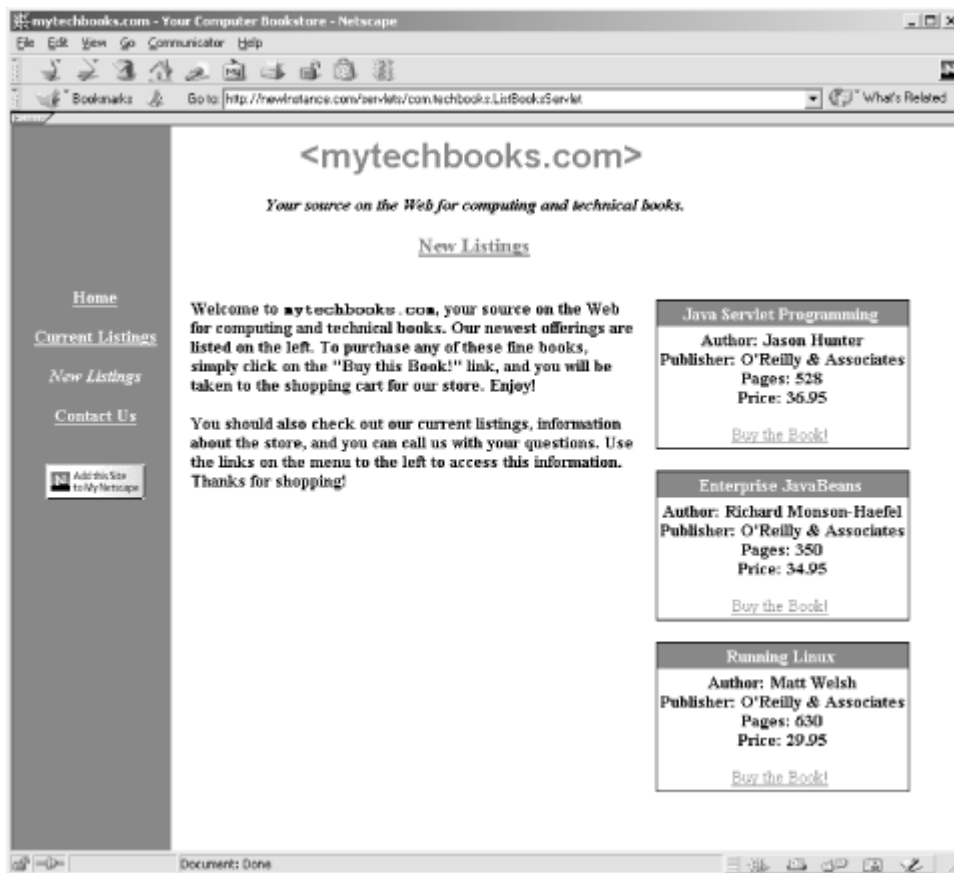 mytechbooks.com - Your Computer Bookstore - Netscape
File Edit View Go Communicator Help
Bookmarks Go to: http://newInstance.com/servlets/com.techbooks.ListBooksServlet What's Related
<mytechbooks.com>
Your source on the Web for computing and technical books.
New Listings
Home
Current Listings
New Listings
Contact Us
Add this Site
to My Netscape
Welcome to mytechbooks.com, your source on the Web
for computing and technical books. Our newest offerings are
listed on the left. To purchase any of these fine books,
simply click on the "Buy this Book!" link, and you will be
taken to the shopping cart for our store. Enjoy!
You should also check out our current listings, information
about the store, and you can call us with your questions. Use
the links on the menu to the left to access this information.
Thanks for shopping!
Java Servlet Programming
Author: Jason Hunter
Publisher: O'Reilly & Associates
Pages: 528
Price: 36.95
Buy the Book!
Enterprise JavaBeans
Author: Richard Monson-Haefel
Publisher: O'Reilly & Associates
Pages: 350
Price: 34.95
Buy the Book!
Running Linux
Author: Matt Welsh
Publisher: O'Reilly & Associates
Pages: 630
Price: 29.95
Buy the Book!
Document: Done